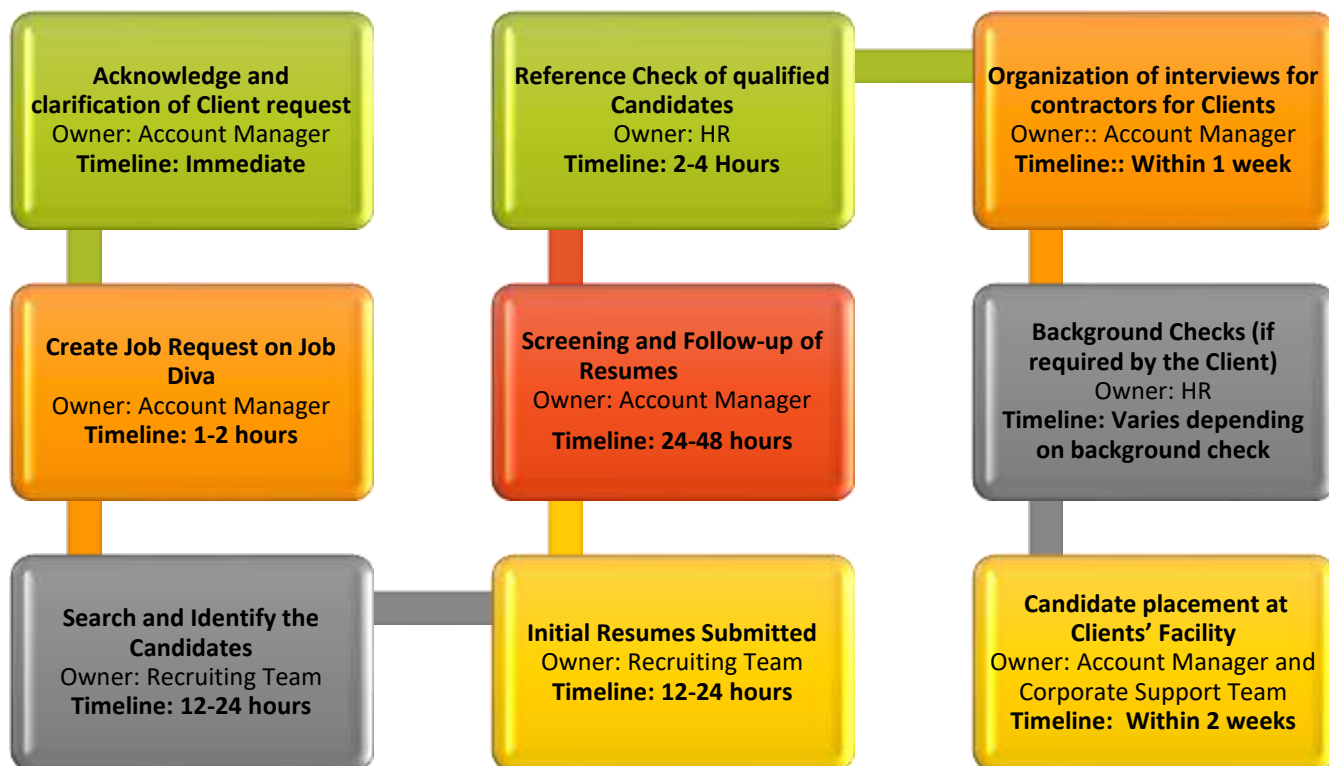 Acknowledge and
clarification of Client request
Owner: Account Manager
Timeline: Immediate
Create Job Request on Job
Diva
Owner: Account Manager
Timeline: 1-2 hours
Search and Identify the
Candidates
Owner: Recruiting Team
Timeline: 12-24 hours
Initial Resumes Submitted
Owner: Recruiting Team
Timeline: 12-24 hours
Screening and Follow-up of
Resumes
Owner: Account Manager
Timeline: 24-48 hours
Reference Check of qualified
Candidates
Owner: HR
Timeline: 2-4 Hours
Organization of interviews for
contractors for Clients
Owner:: Account Manager
Timeline:: Within 1 week
Background Checks (if
required by the Client)
Owner: HR
Timeline: Varies depending
on background check
Candidate placement at
Clients’ Facility
Owner: Account Manager and
Corporate Support Team
Timeline:  Within 2 weeks